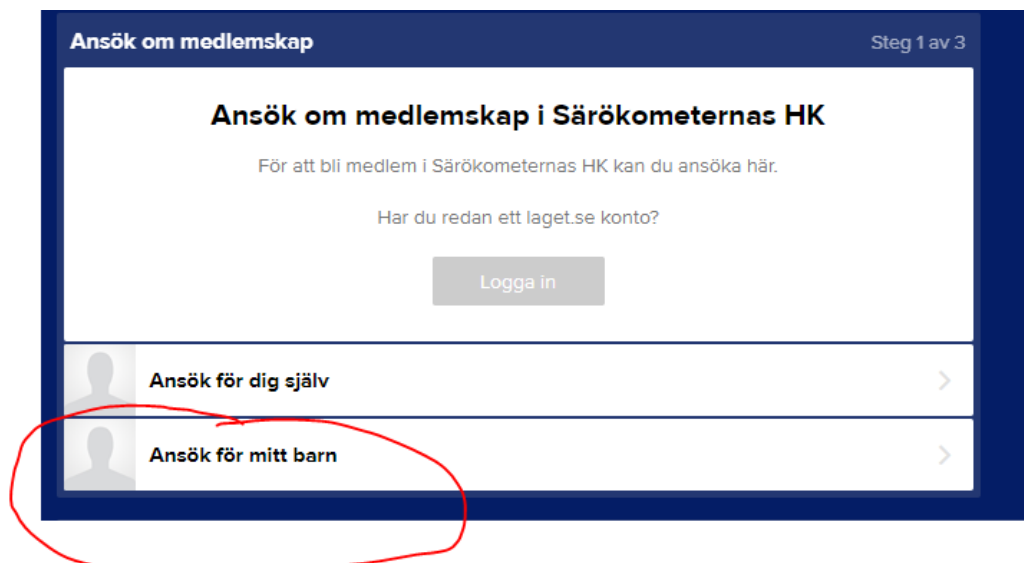 Ansök om medlemskap
Steg 1 av 3
Ansök om medlemskap i Särökometernas HK
För att bli medlem i Särökometernas HK kan du ansöka här.
Har du redan ett laget.se konto?
Logga in
Ansök för dig själv
Ansök för mitt barn